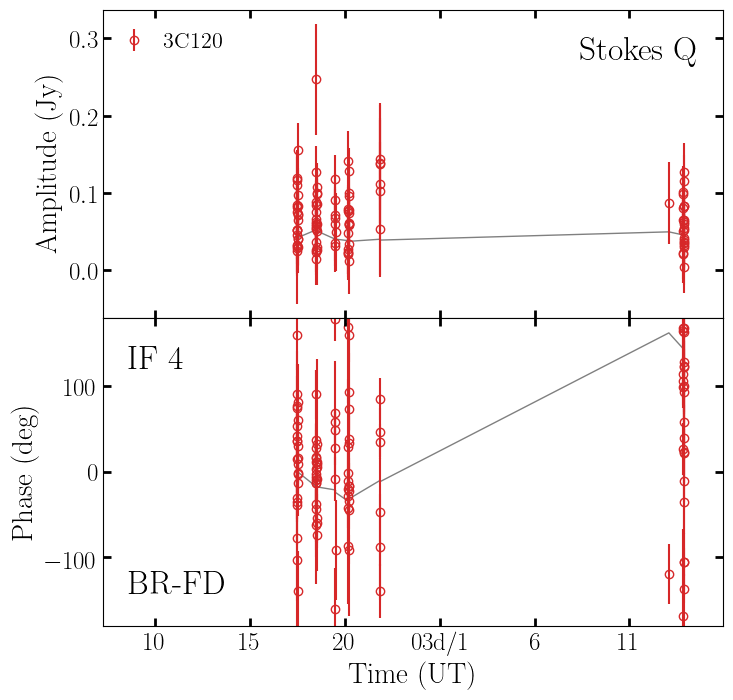 3C120
Stokes Q
0.3
0.2
0.1
0.0
Amplitude (Jy)
IF 4
100
0
−100
Phase (deg)
BR-FD
10 15 20 03d/1 6 11
Time (UT)